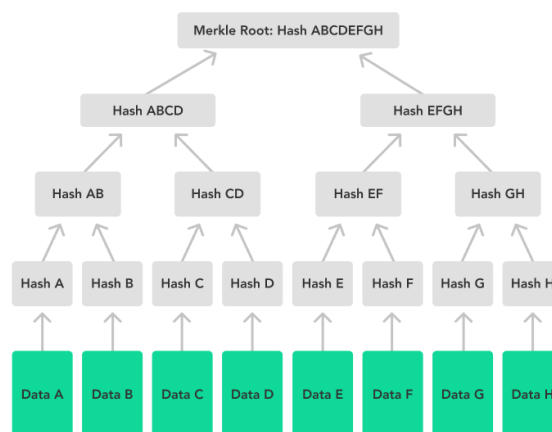 Merkle Root: Hash ABCDEFGH
Hash ABCD
Hash EFGH
Hash AB
Hash CD
Hash EF
Hash GH
Hash A
Hash B
Hash C
Hash D
Hash E
Hash F
Hash G
Hash H
Data A
Data B
Data C
Data D
Data E
Data F
Data G
Data H